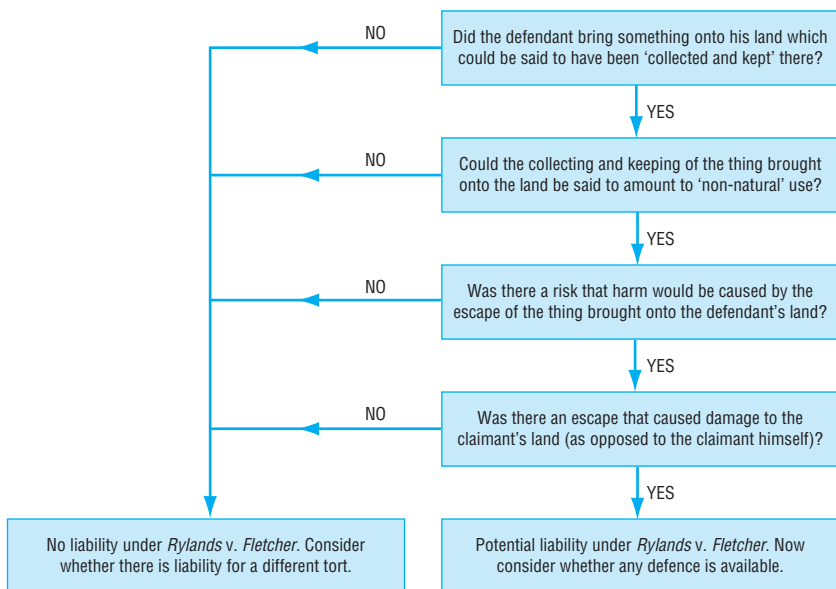 NO
Did the defendant bring something onto his land which
could be said to have been ‘collected and kept’ there?
YES
NO
Could the collecting and keeping of the thing brought
onto the land be said to amount to ‘non-natural’ use?
YES
NO
Was there a risk that harm would be caused by the
escape of the thing brought onto the defendant’s land?
YES
NO
Was there an escape that caused damage to the
claimant’s land (as opposed to the claimant himself)?
YES
No liability under Rylands v. Fletcher. Consider
whether there is liability for a different tort.
Potential liability under Rylands v. Fletcher. Now
consider whether any defence is available.